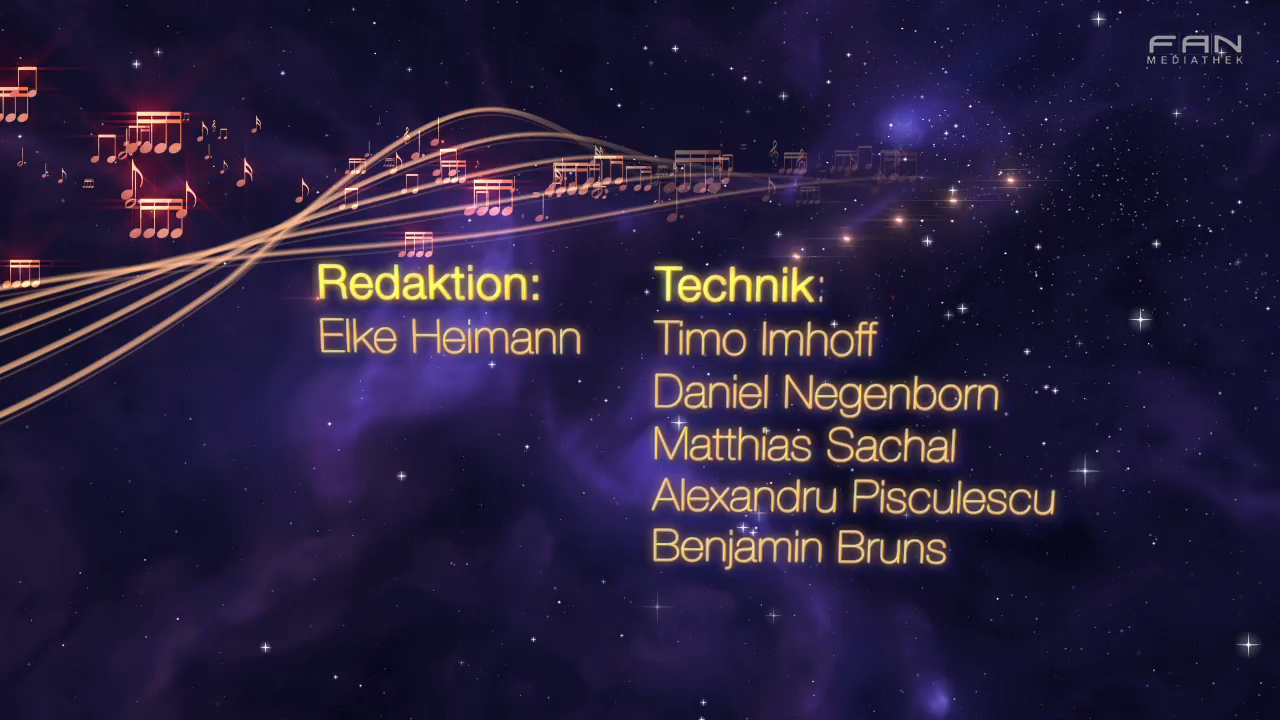 FAN
MEDIATHEK
Redaktion:
Elke Heimann
Technik:
Timo Imhoff
Daniel Negenborn
Matthias Sachal
Alexandru Pisculescu
Benjamin Bruns